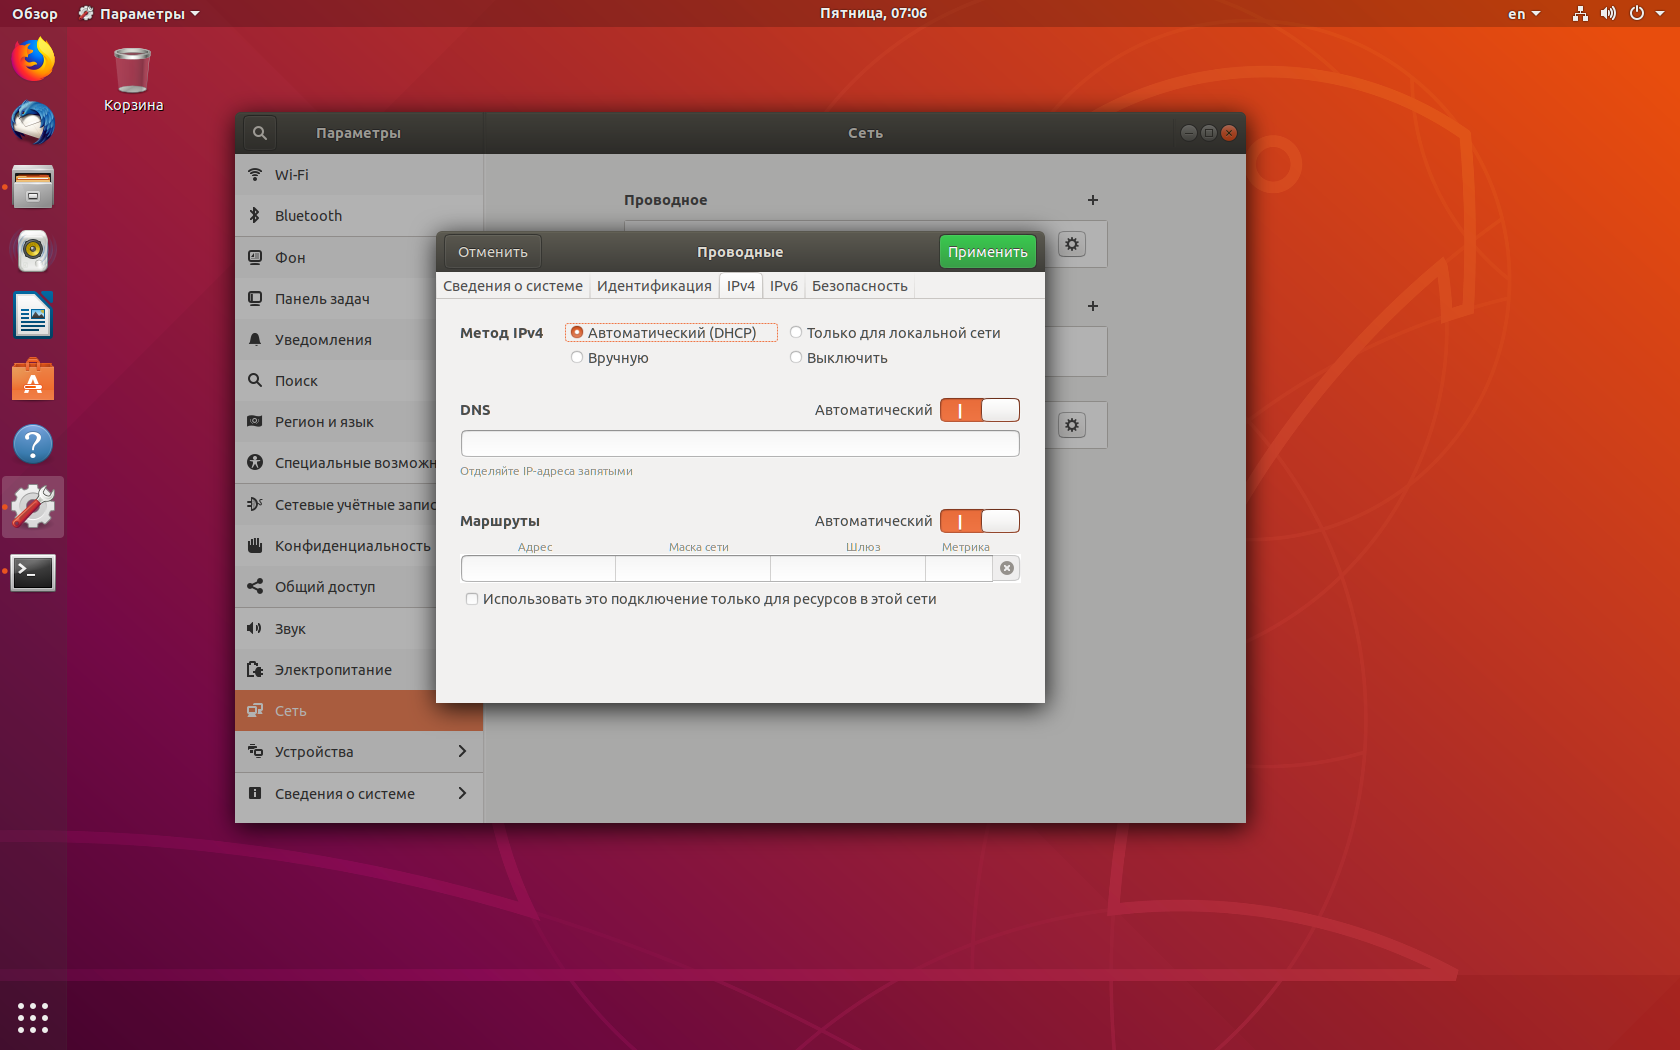 Обзор
Параметры
Пятница, 07:06
en
Корзина
Параметры
Сеть
Wi-Fi
Bluetooth
Фон
Панель задач
Уведомления
Поиск
Регион и язык
Специальные возможн
Сетевые учётные запис
Конфиденциальность
Общий доступ
Звук
Электропитание
Сеть
Устройства
Сведения о системе
Проводное
Отменить
Проводные
Применить
Сведения о системе
Идентификация
IPv4
IPv6
Безопасность
Метод IPv4
Автоматический (DHCP)
Только для локальной сети
Вручную
Выключить
DNS
Автоматический
Отделяйте IP-адреса запятыми
Маршруты
Автоматический
Адрес
Маска сети
Шлюз
Метрика
Использовать это подключение только для ресурсов в этой сети